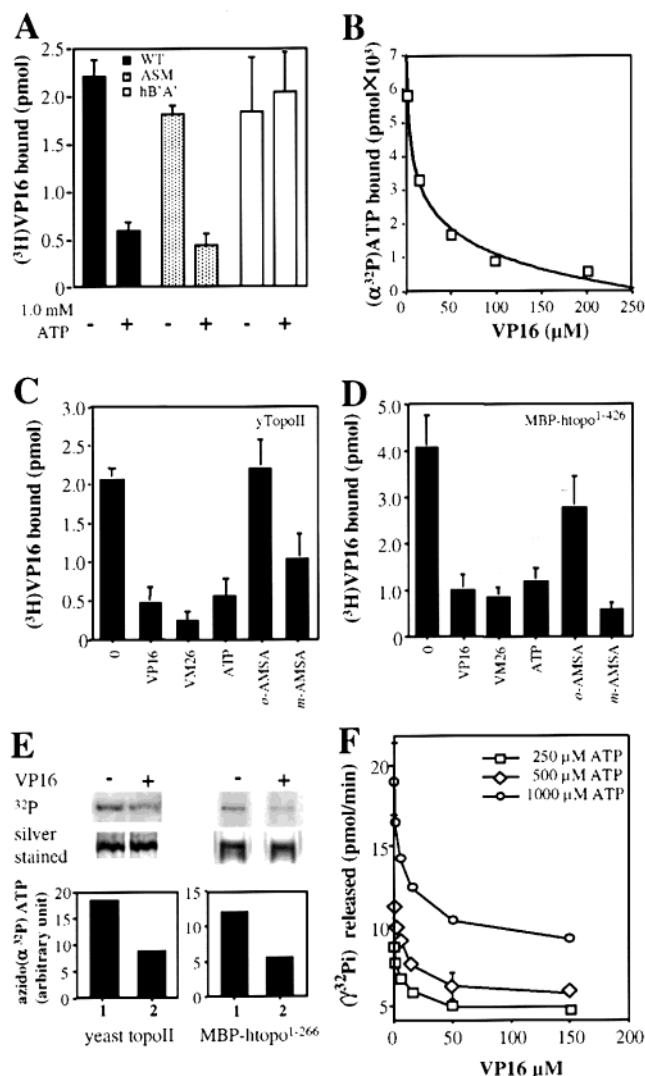 A
(³H)VP16 bound (pmol)
2.5
2.0
1.5
1.0
0.5
0
WT
ASM
hB'A'
1.0 mM
ATP
- + - + - +
B
(α³²P)ATP bound (pmol×10³)
7
6
5
4
3
2
1
0
0 50 100 150 200 250
VP16 (μM)
C
(³H)VP16 bound (pmol)
3.0
2.5
2.0
1.5
1.0
0.5
0
yTopoII
0
VP16
VM26
ATP
o-AMSA
m-AMSA
D
(³H)VP16 bound (pmol)
5.0
4.0
3.0
2.0
1.0
0
MBP-htopo¹⁻⁴²⁶
0
VP16
VM26
ATP
o-AMSA
m-AMSA
E
VP16 - + - +
³²P
silver
stained
azido(α ³²P) ATP
(arbitrary unit)
20
15
10
5
0
1 2
yeast topoII
20
15
10
5
0
1 2
MBP-htopo¹⁻²⁶⁶
F
(γ³²Pi) released (pmol/min)
20
15
10
5
250 μM ATP
500 μM ATP
1000 μM ATP
0 50 100 150 200
VP16 μM